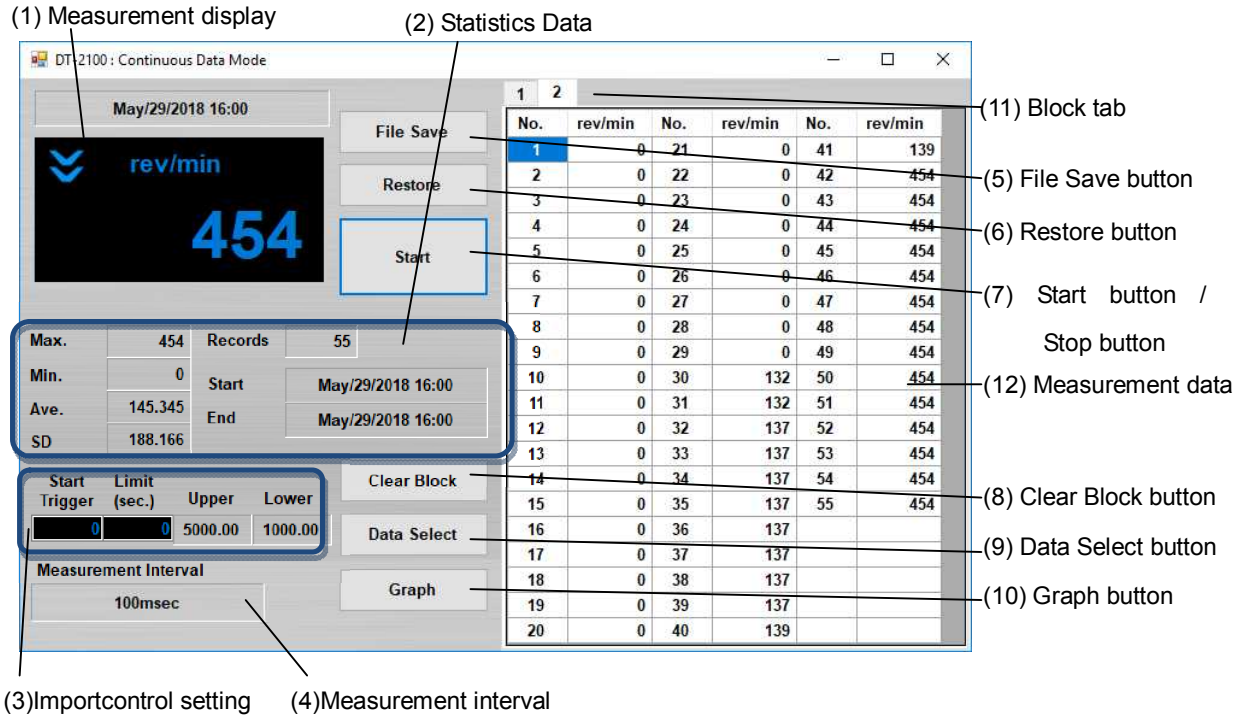 (1) Measurement display
(2) Statistics Data
DT-2100 : Continuous Data Mode
May/29/2018 16:00
rev/min
454
File Save
Restore
Start
Max. 454 Records 55
Min. 0
Start May/29/2018 16:00
Ave. 145.345
End May/29/2018 16:00
SD 188.166
Start Trigger Limit (sec.) Upper Lower
0 0 5000.00 1000.00
Measurement Interval
100msec
Clear Block
Data Select
Graph
1 2
No. rev/min No. rev/min No. rev/min
1 0 21 0 41 139
2 0 22 0 42 454
3 0 23 0 43 454
4 0 24 0 44 454
5 0 25 0 45 454
6 0 26 0 46 454
7 0 27 0 47 454
8 0 28 0 48 454
9 0 29 0 49 454
10 0 30 132 50 454
11 0 31 132 51 454
12 0 32 137 52 454
13 0 33 137 53 454
14 0 34 137 54 454
15 0 35 137 55 454
16 0 36 137
17 0 37 137
18 0 38 137
19 0 39 137
20 0 40 139
(11) Block tab
(5) File Save button
(6) Restore button
(7) Start button /
Stop button
(12) Measurement data
(8) Clear Block button
(9) Data Select button
(10) Graph button
(3)Importcontrol setting
(4)Measurement interval